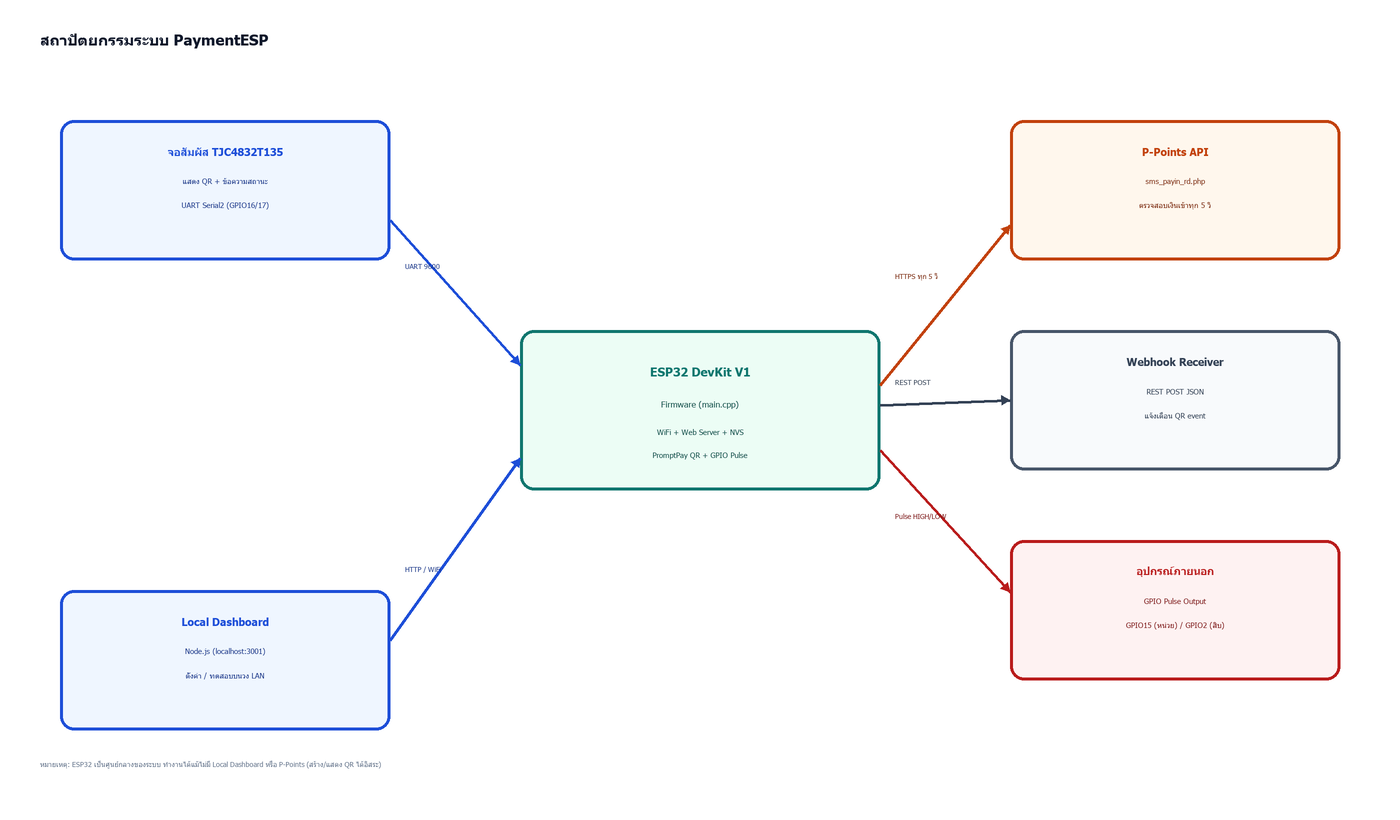 สถาปัตยกรรมระบบ PaymentESP
จอสัมผัส TJC4832T135
แสดง QR + ข้อความสถานะ
UART Serial2 (GPIO16/17)
UART 9600
P-Points API
sms_payin_rd.php
ตรวจสอบเงินเข้าทุก 5 วิ
HTTPS ทุก 5 วิ
ESP32 DevKit V1
Firmware (main.cpp)
WiFi + Web Server + NVS
PromptPay QR + GPIO Pulse
REST POST
Webhook Receiver
REST POST JSON
แจ้งเตือน QR event
Pulse HIGH/LOW
HTTP / WiFi
Local Dashboard
Node.js (localhost:3001)
ตั้งค่า / ทดสอบบนวง LAN
อุปกรณ์ภายนอก
GPIO Pulse Output
GPIO15 (หน่วย) / GPIO2 (สิบ)
หมายเหตุ: ESP32 เป็นศูนย์กลางของระบบ ทำงานได้แม้ไม่มี Local Dashboard หรือ P-Points (สร้าง/แสดง QR ได้อิสระ)